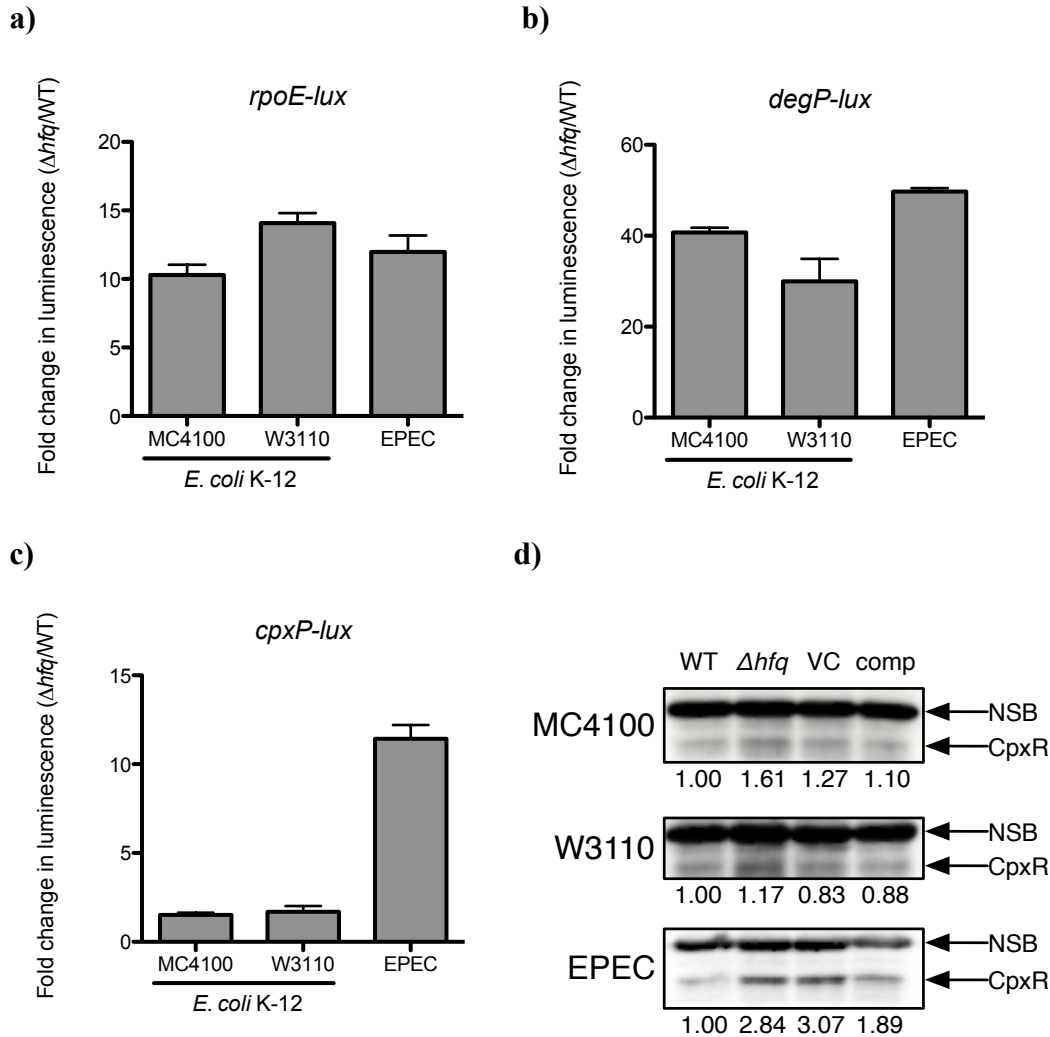 a)
rpoE-lux
Fold change in luminescence (Δhfq/WT)
20
15
10
5
0
MC4100 W3110 EPEC
E. coli K-12
b)
degP-lux
Fold change in luminescence (Δhfq/WT)
60
40
20
0
MC4100 W3110 EPEC
E. coli K-12
c)
cpxP-lux
Fold change in luminescence (Δhfq/WT)
15
10
5
0
MC4100 W3110 EPEC
E. coli K-12
d)
WT Δhfq VC comp
MC4100 NSB
CpxR
1.00 1.61 1.27 1.10
W3110 NSB
CpxR
1.00 1.17 0.83 0.88
EPEC NSB
CpxR
1.00 2.84 3.07 1.89